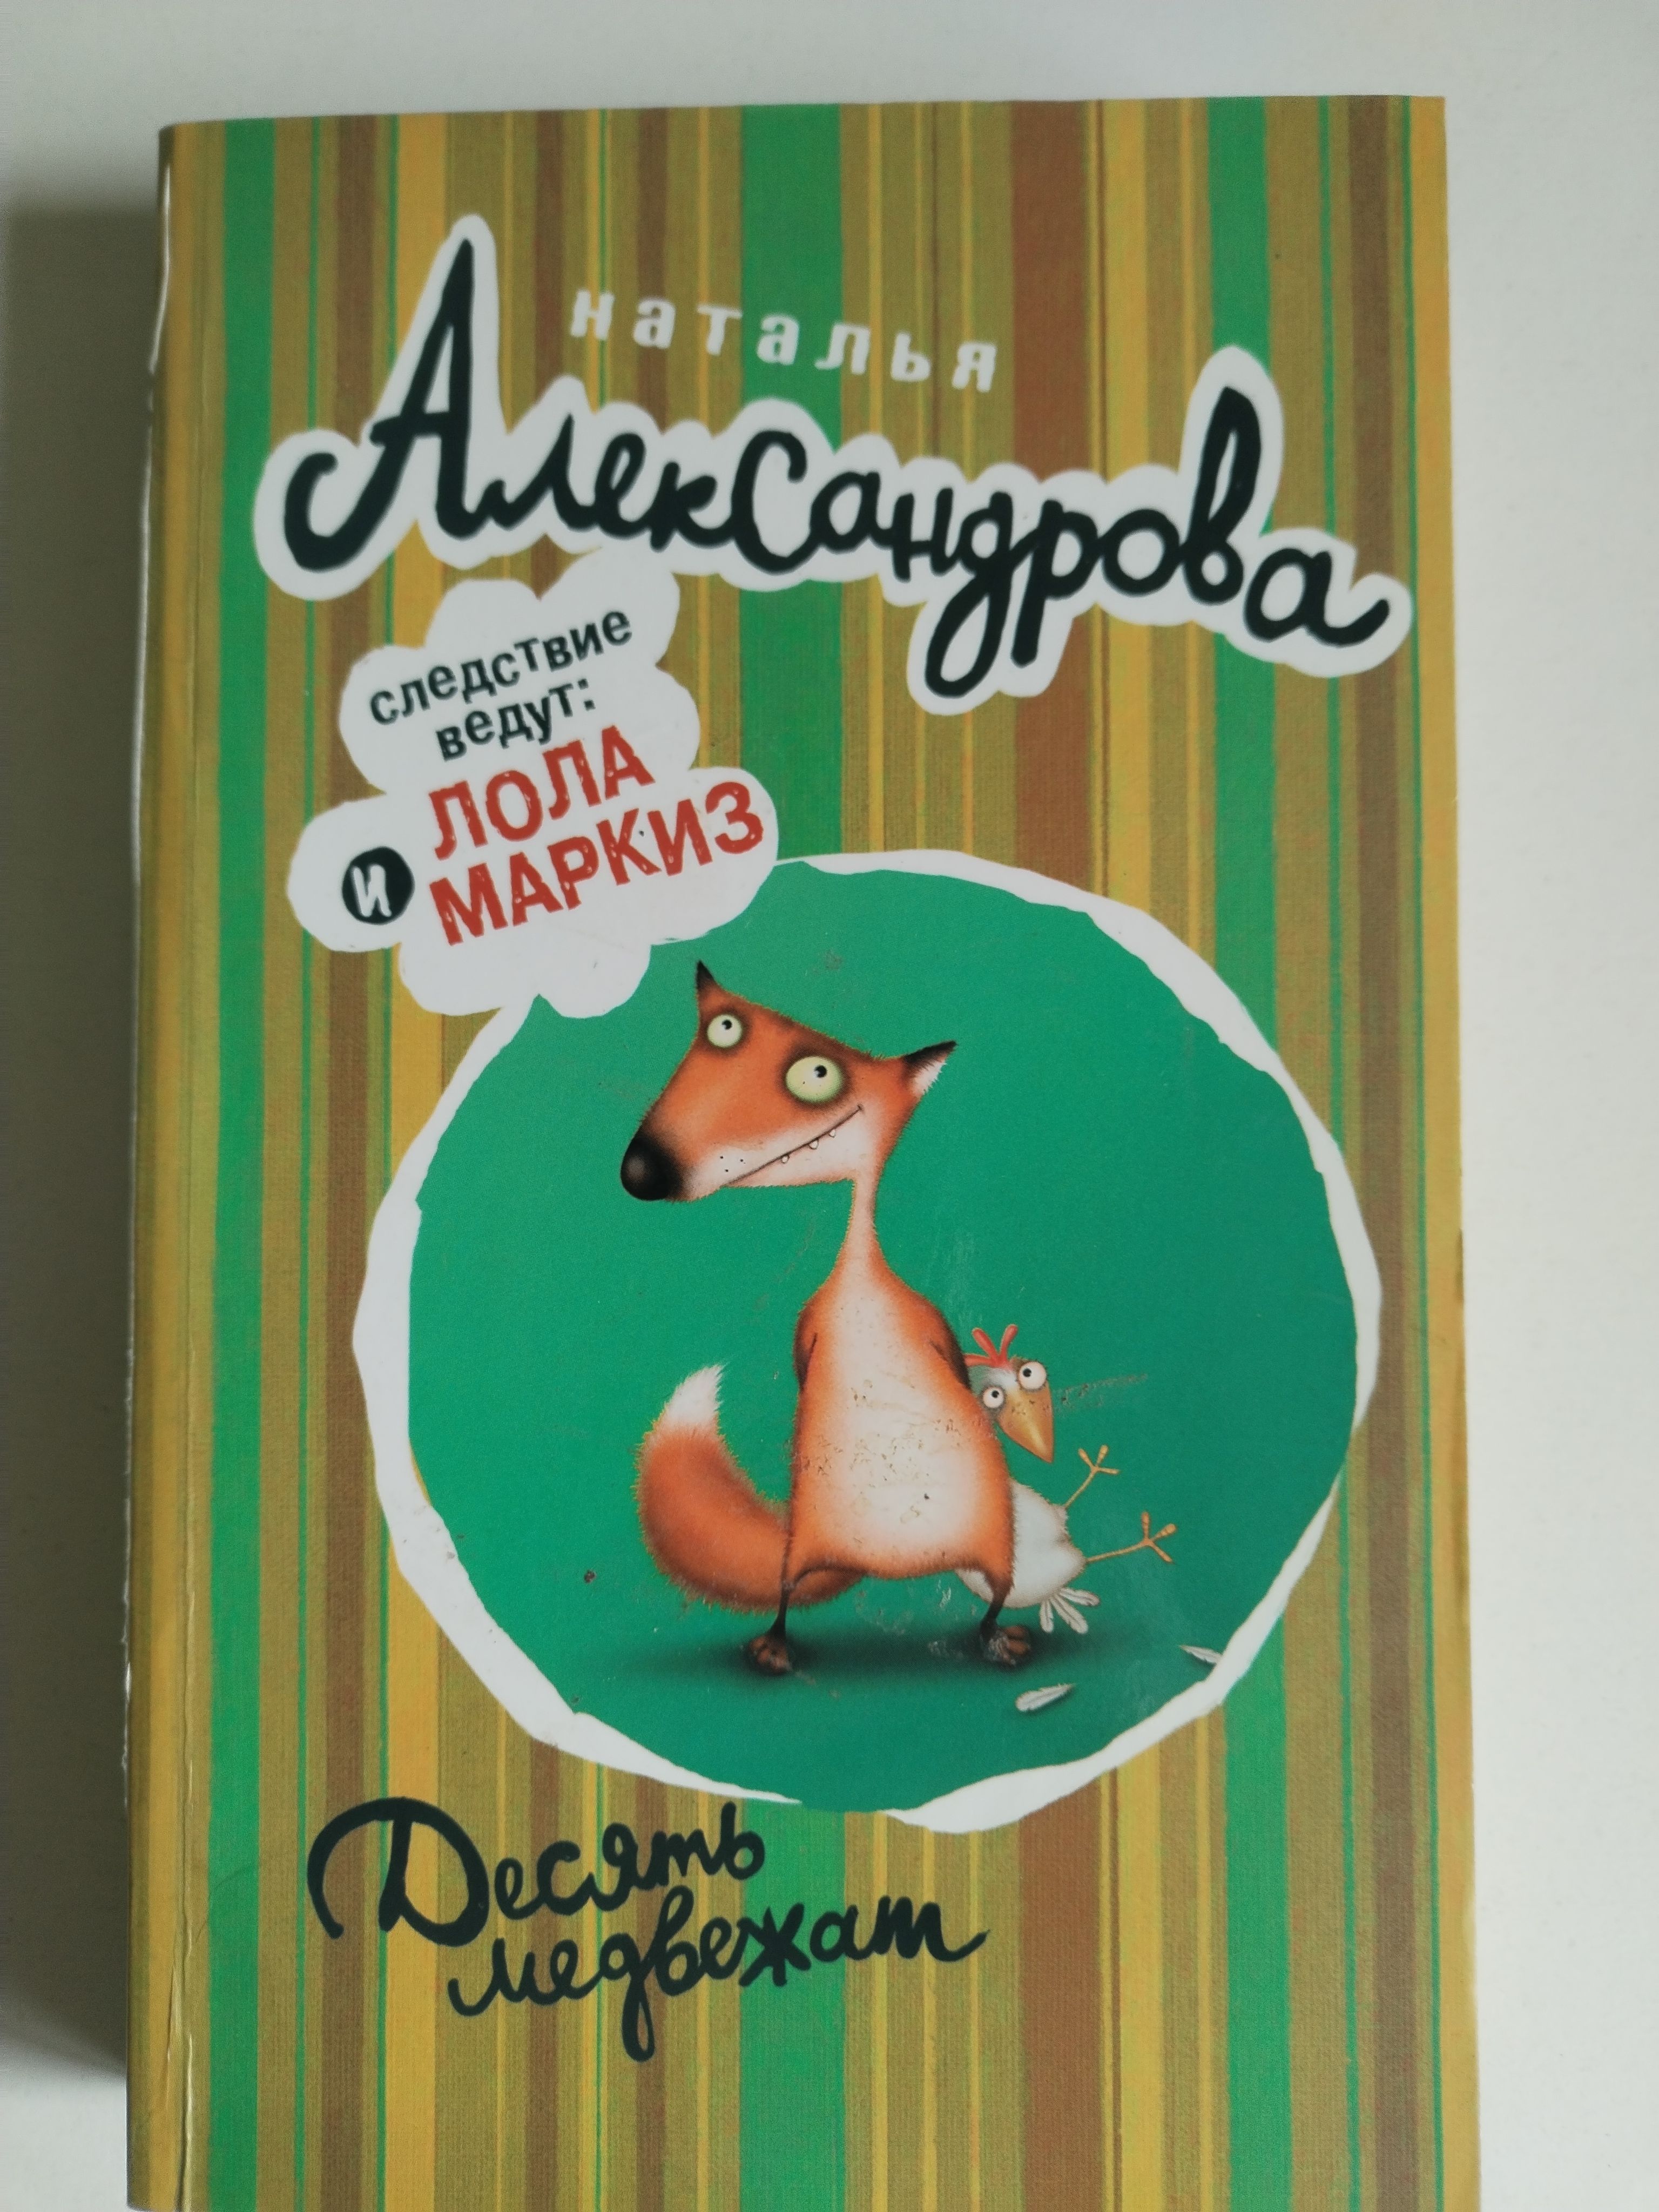 наталья
Александрова
следствие
ведут:
ЛОЛА
и МАРКИЗ
Десять
медвежат